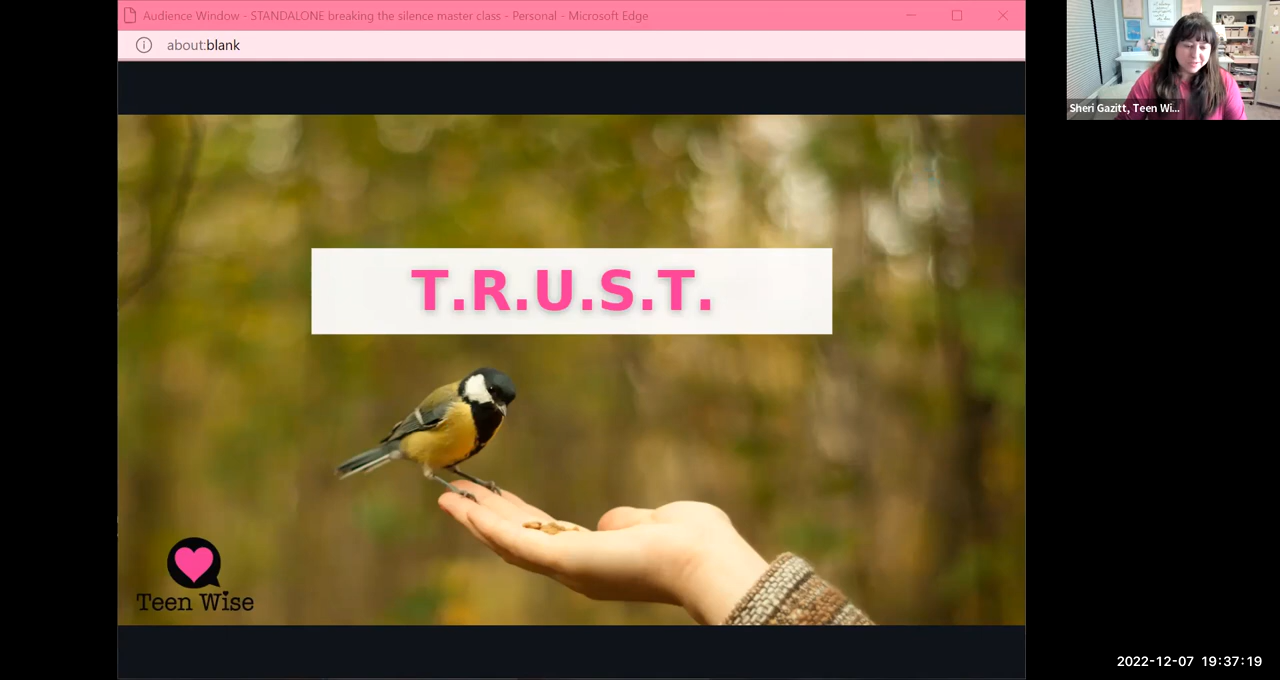 Audience Window - STANDALONE breaking the silence master class - Personal - Microsoft Edge
about:blank
Sheri Gazitt, Teen Wi...
T.R.U.S.T.
Teen Wise
2022-12-07 19:37:19